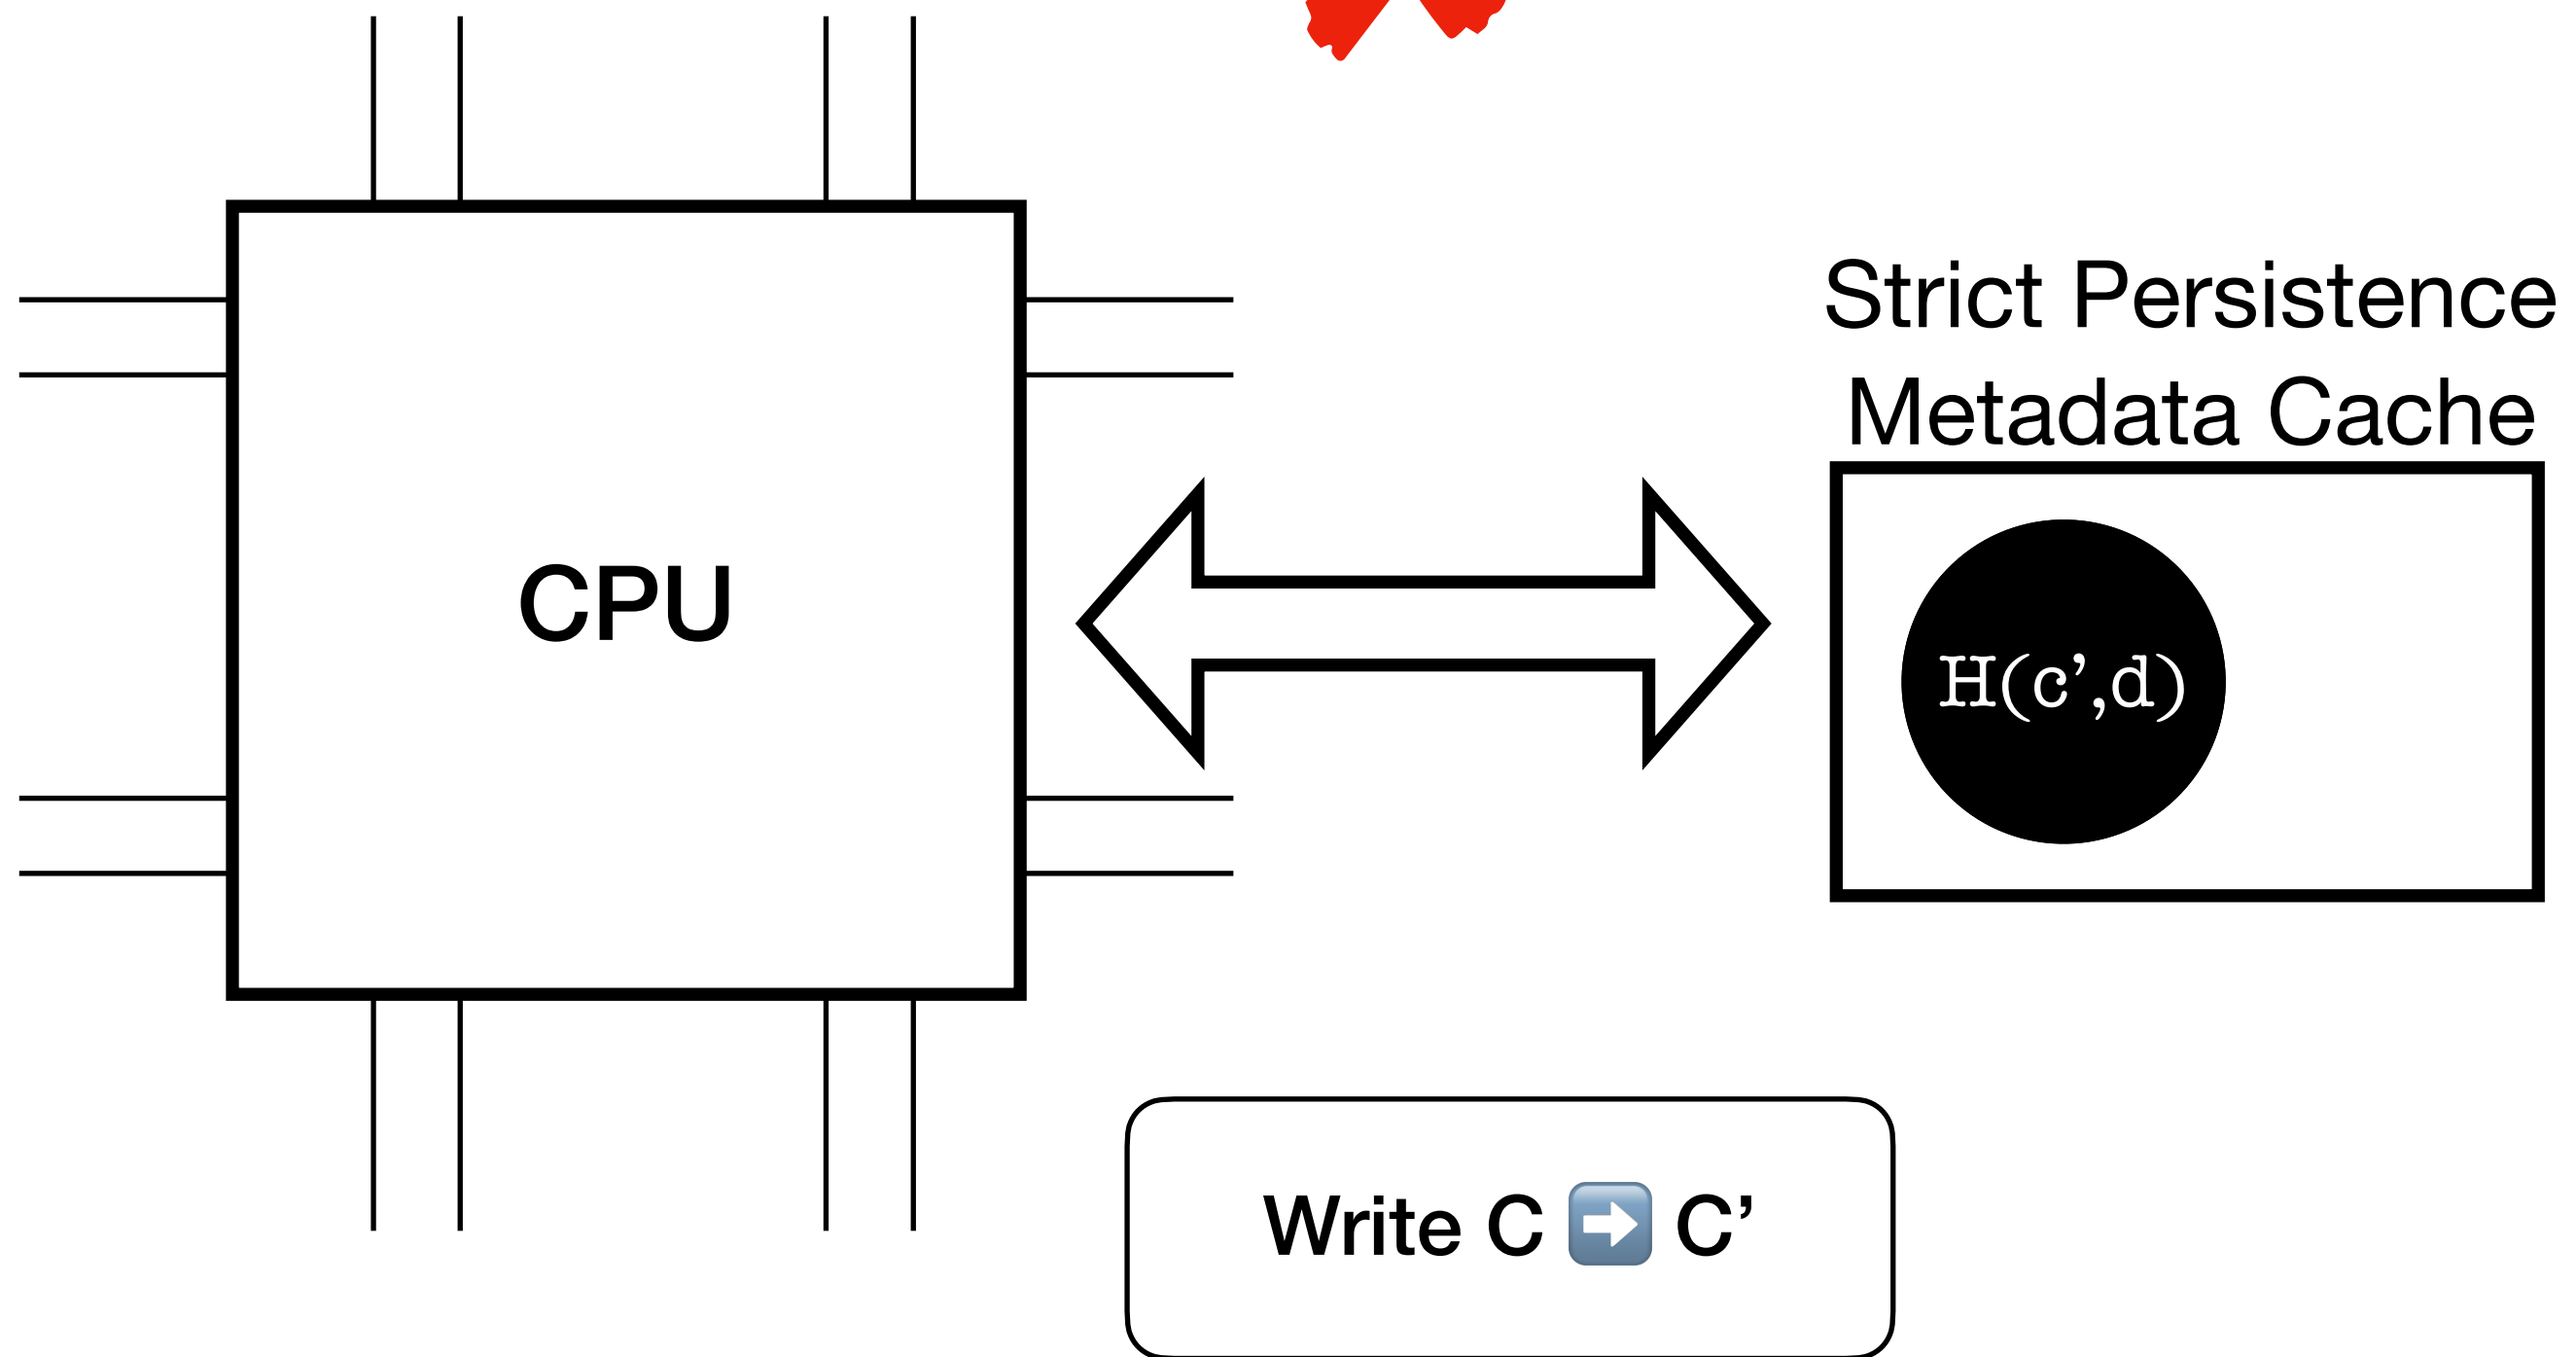 Strict Persistence
Metadata Cache
CPU
H(c’,d)
Write C ➡️ C’